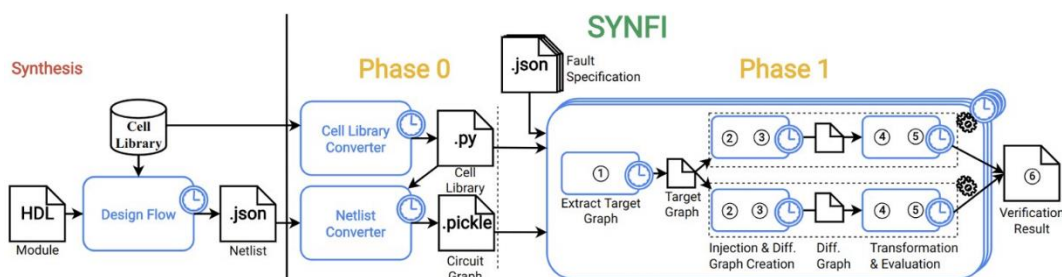 SYNFI
Synthesis
Phase 0
Phase 1
.json
Fault
Specification
Cell
Library
Cell Library
Converter
.py
Cell
Library
HDL
Module
Design Flow
.json
Netlist
Netlist
Converter
.pickle
Circuit
Graph
①
Extract Target
Graph
Target
Graph
② ③
④ ⑤
② ③
④ ⑤
Injection & Diff.
Graph Creation
Diff.
Graph
Transformation
& Evaluation
⑥
Verification
Result